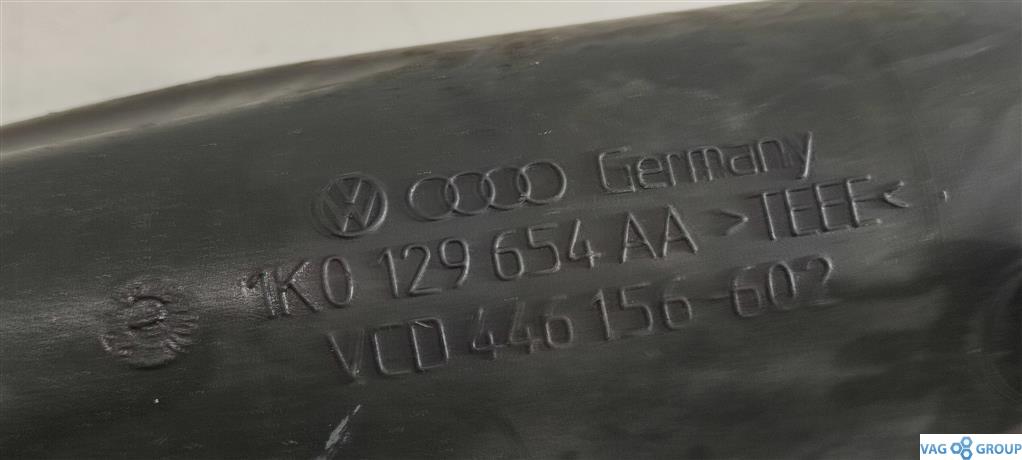 Germany
1K0 129 654 AA >TEEE<
VCD 446 156-602
VAG GROUP